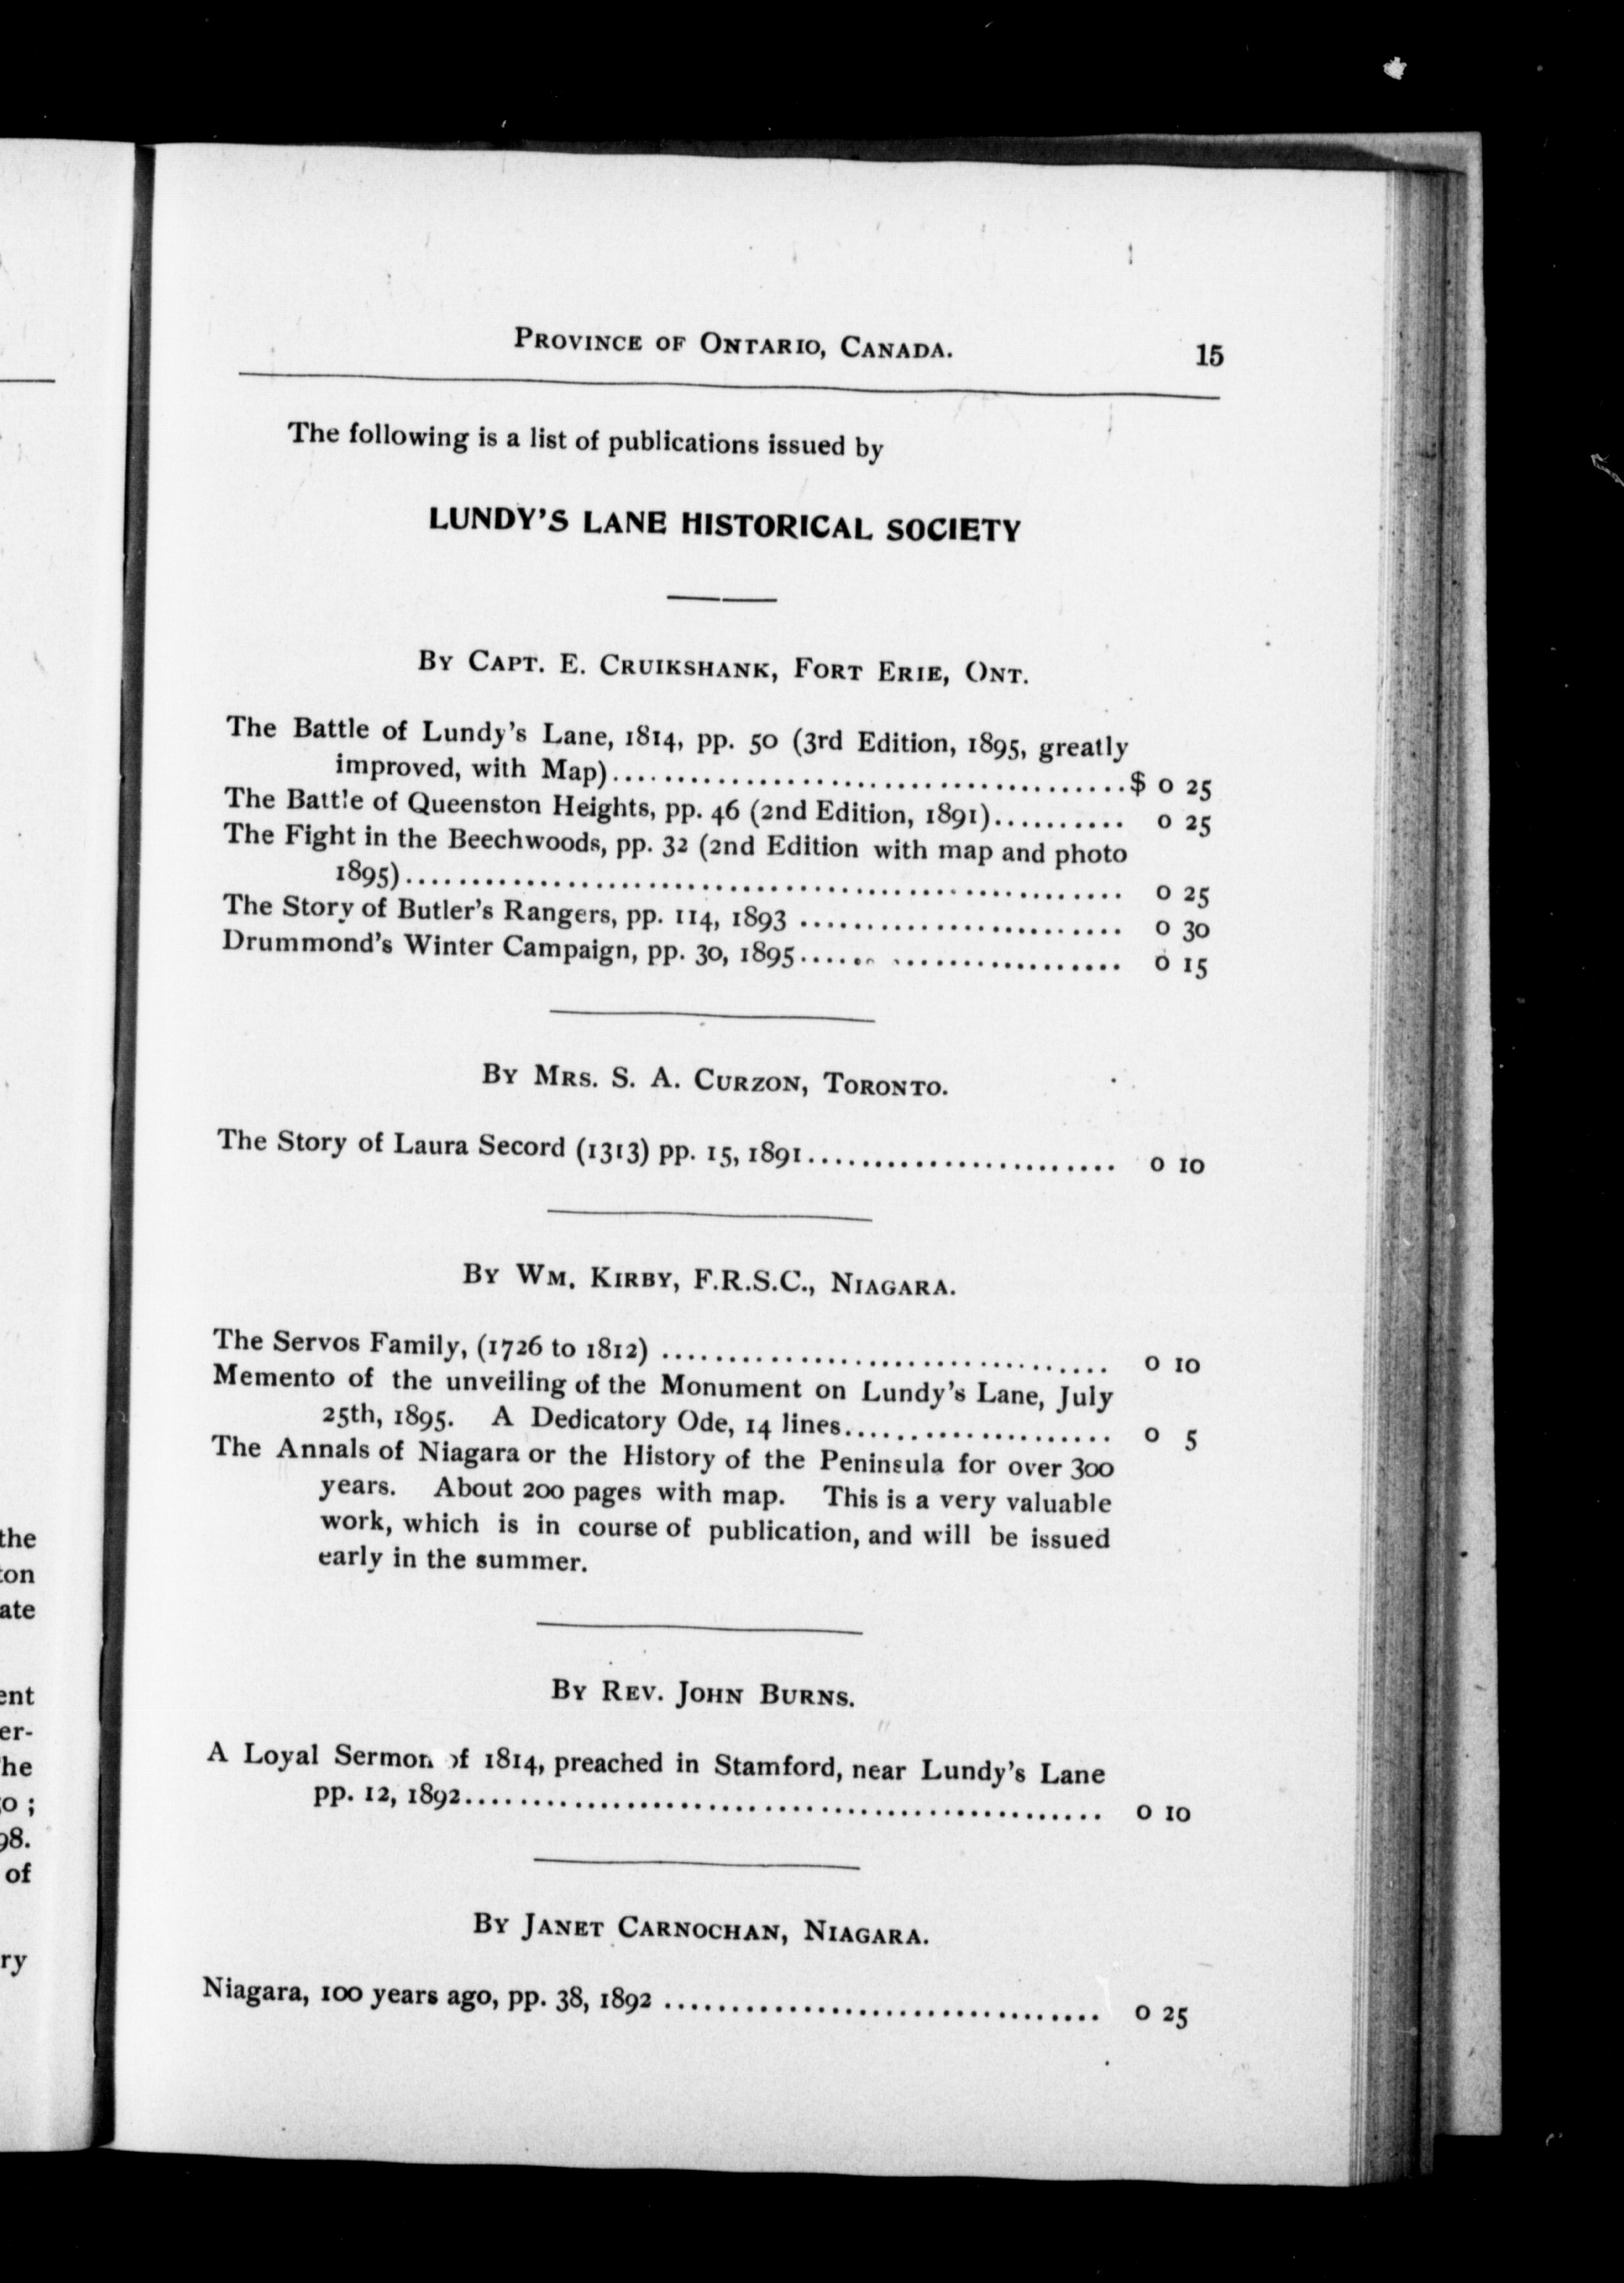 PROVINCE OF ONTARIO, CANADA. 15
The following is a list of publications issued by
LUNDY'S LANE HISTORICAL SOCIETY
BY CAPT. E. CRUIKSHANK, FORT ERIE, ONT.
The Battle of Lundy's Lane, 1814, pp. 50 (3rd Edition, 1895, greatly
improved, with Map)........................................$ 0 25
The Battle of Queenston Heights, pp. 46 (2nd Edition, 1891).......... 0 25
The Fight in the Beechwoods, pp. 32 (2nd Edition with map and photo
1895)....................................................... 0 25
The Story of Butler's Rangers, pp. 114, 1893 ......................... 0 30
Drummond's Winter Campaign, pp. 30, 1895......................... 0 15
BY MRS. S. A. CURZON, TORONTO.
The Story of Laura Secord (1313) pp. 15, 1891........................ 0 10
BY WM. KIRBY, F.R.S.C., NIAGARA.
The Servos Family, (1726 to 1812) .................................. 0 10
Memento of the unveiling of the Monument on Lundy's Lane, July
25th, 1895. A Dedicatory Ode, 14 lines.................... 0 5
The Annals of Niagara or the History of the Peninsula for over 300
years. About 200 pages with map. This is a very valuable
work, which is in course of publication, and will be issued
early in the summer.
BY REV. JOHN BURNS.
A Loyal Sermon of 1814, preached in Stamford, near Lundy's Lane
pp. 12, 1892................................................. 0 10
BY JANET CARNOCHAN, NIAGARA.
Niagara, 100 years ago, pp. 38, 1892 ................................. 0 25
the
ate
er-
of